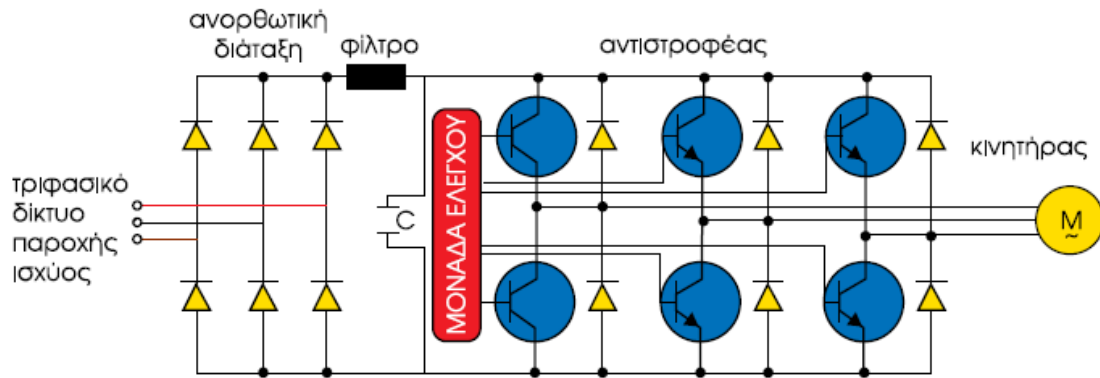 ανορθωτική
διάταξη
φίλτρο
αντιστροφέας
κινητήρας
τριφασικό
δίκτυο
παροχής
ισχύος
C
ΜΟΝΑΔΑ ΕΛΕΓΧΟΥ
M
~